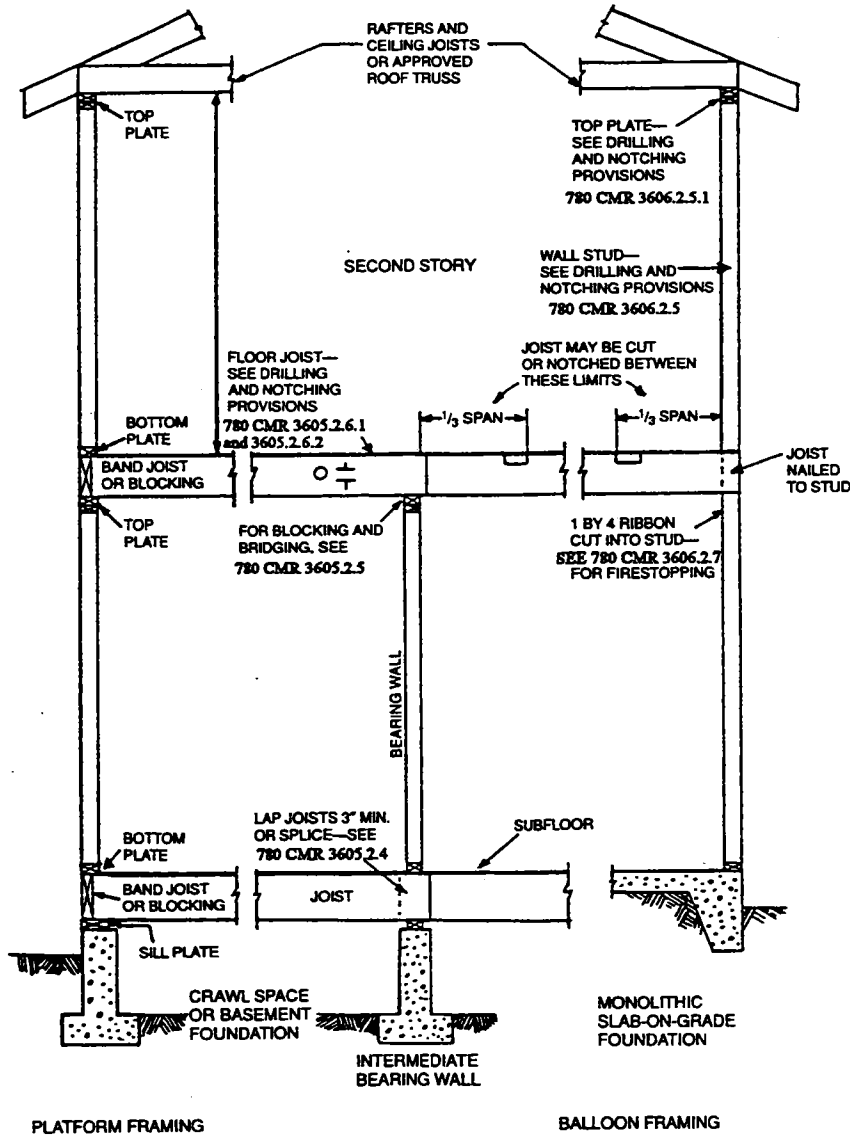 RAFTERS AND
CEILING JOISTS
OR APPROVED
ROOF TRUSS
TOP
PLATE
TOP PLATE—
SEE DRILLING
AND NOTCHING
PROVISIONS
780 CMR 3606.2.5.1
SECOND STORY
WALL STUD—
SEE DRILLING AND
NOTCHING PROVISIONS
780 CMR 3606.2.5
FLOOR JOIST—
SEE DRILLING
AND NOTCHING
PROVISIONS
780 CMR 3605.2.6.1
and 3605.2.6.2
JOIST MAY BE CUT
OR NOTCHED BETWEEN
THESE LIMITS
1/3 SPAN
1/3 SPAN
BOTTOM
PLATE
BAND JOIST
OR BLOCKING
JOIST
NAILED
TO STUD
TOP
PLATE
FOR BLOCKING AND
BRIDGING, SEE
780 CMR 3605.2.5
1 BY 4 RIBBON
CUT INTO STUD—
SEE 780 CMR 3606.2.7
FOR FIRESTOPPING
BEARING WALL
LAP JOISTS 3" MIN.
OR SPLICE—SEE
780 CMR 3605.2.4
SUBFLOOR
BOTTOM
PLATE
BAND JOIST
OR BLOCKING
JOIST
SILL PLATE
CRAWL SPACE
OR BASEMENT
FOUNDATION
MONOLITHIC
SLAB-ON-GRADE
FOUNDATION
INTERMEDIATE
BEARING WALL
PLATFORM FRAMING
BALLOON FRAMING